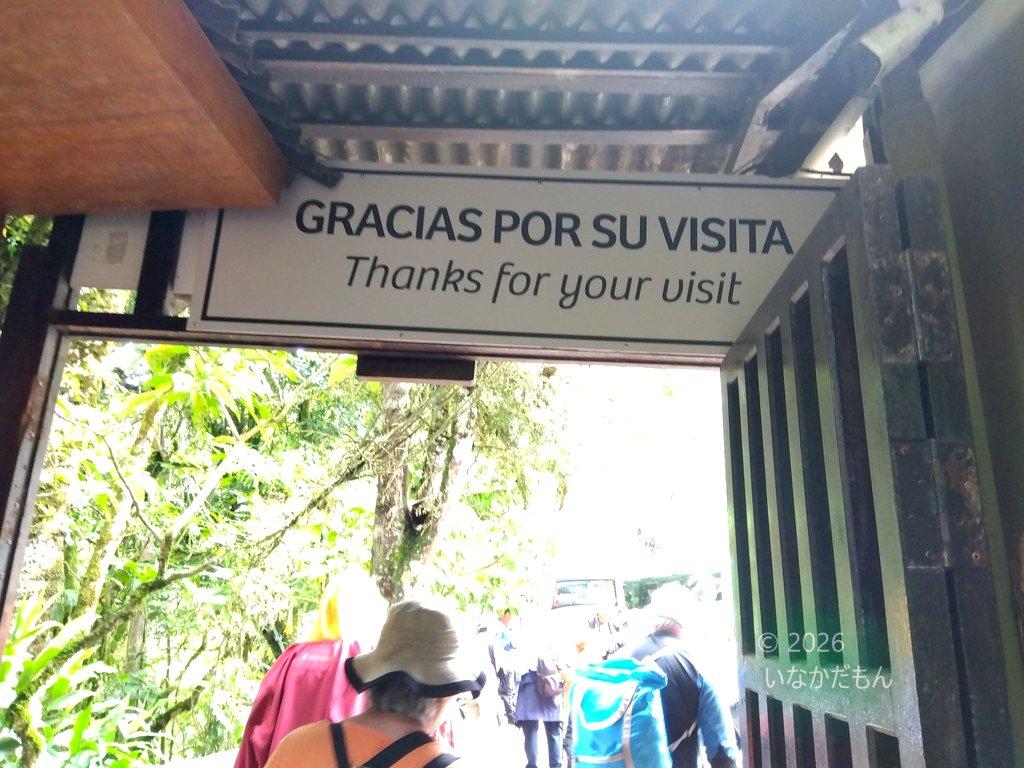 GRACIAS POR SU VISITA
Thanks for your visit
© 2026
いなかだもん